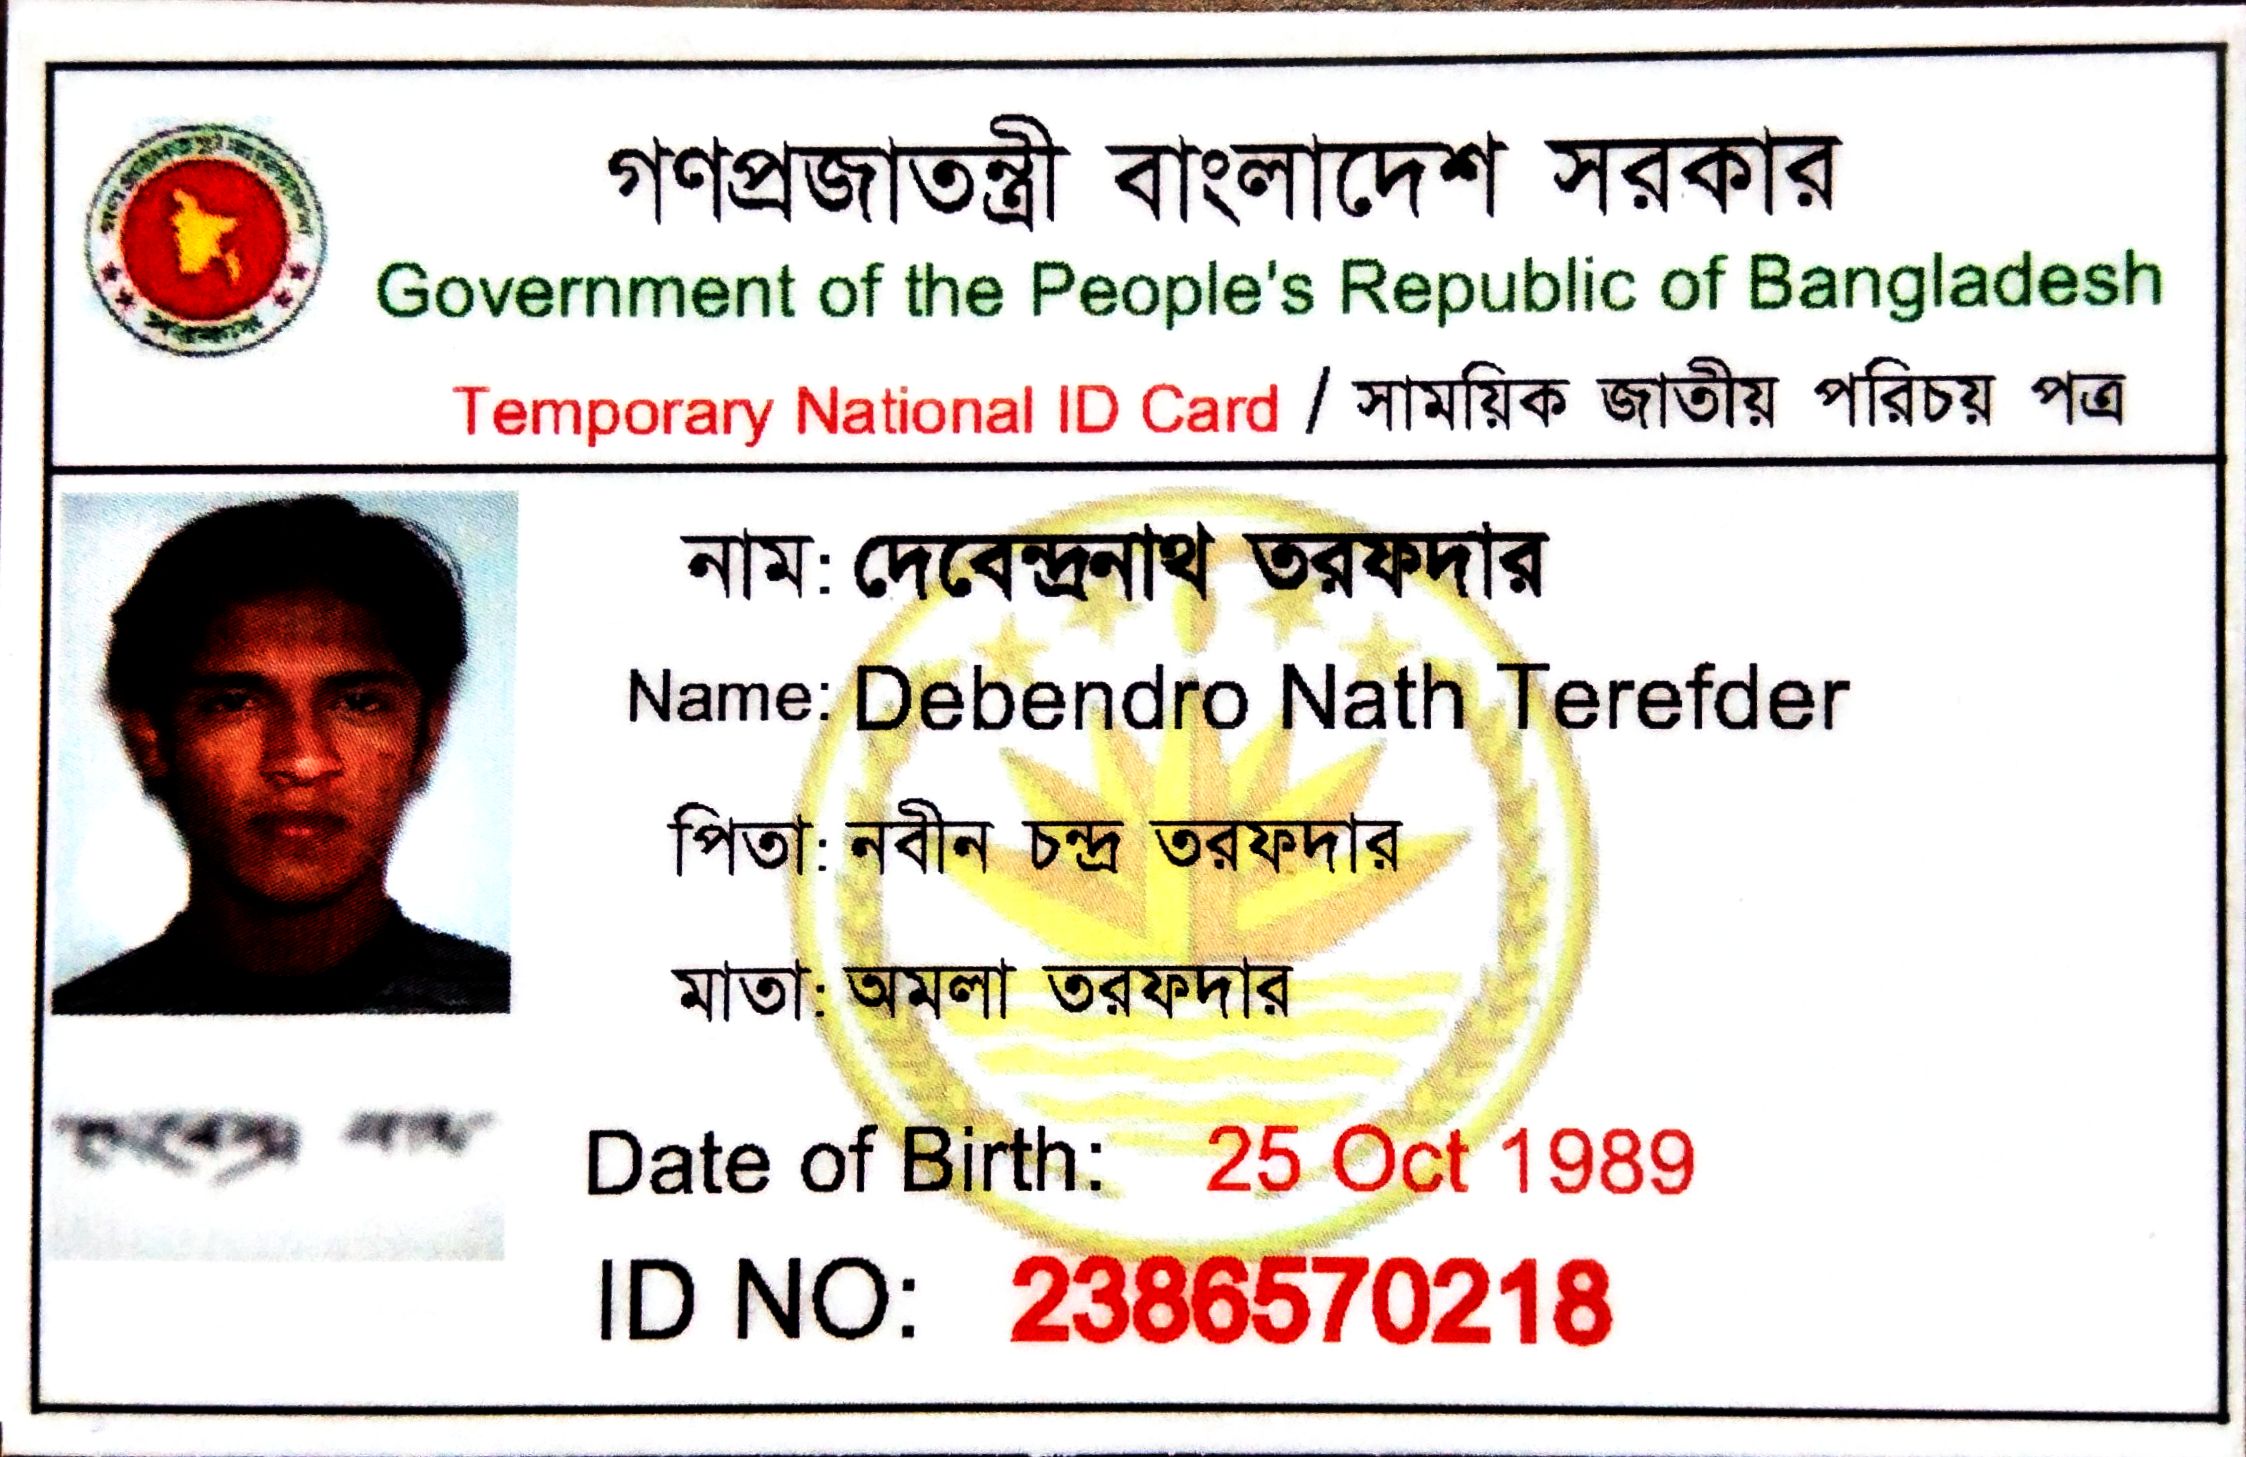 গণপ্রজাতন্ত্রী বাংলাদেশ সরকার
Government of the People's Republic of Bangladesh
Temporary National ID Card / সাময়িক জাতীয় পরিচয় পত্র
নাম: দেবেন্দ্রনাথ তরফদার
Name: Debendro Nath Terefder
পিতা: নবীন চন্দ্র তরফদার
মাতা: অমলা তরফদার
Date of Birth: 25 Oct 1989
ID NO: 2386570218